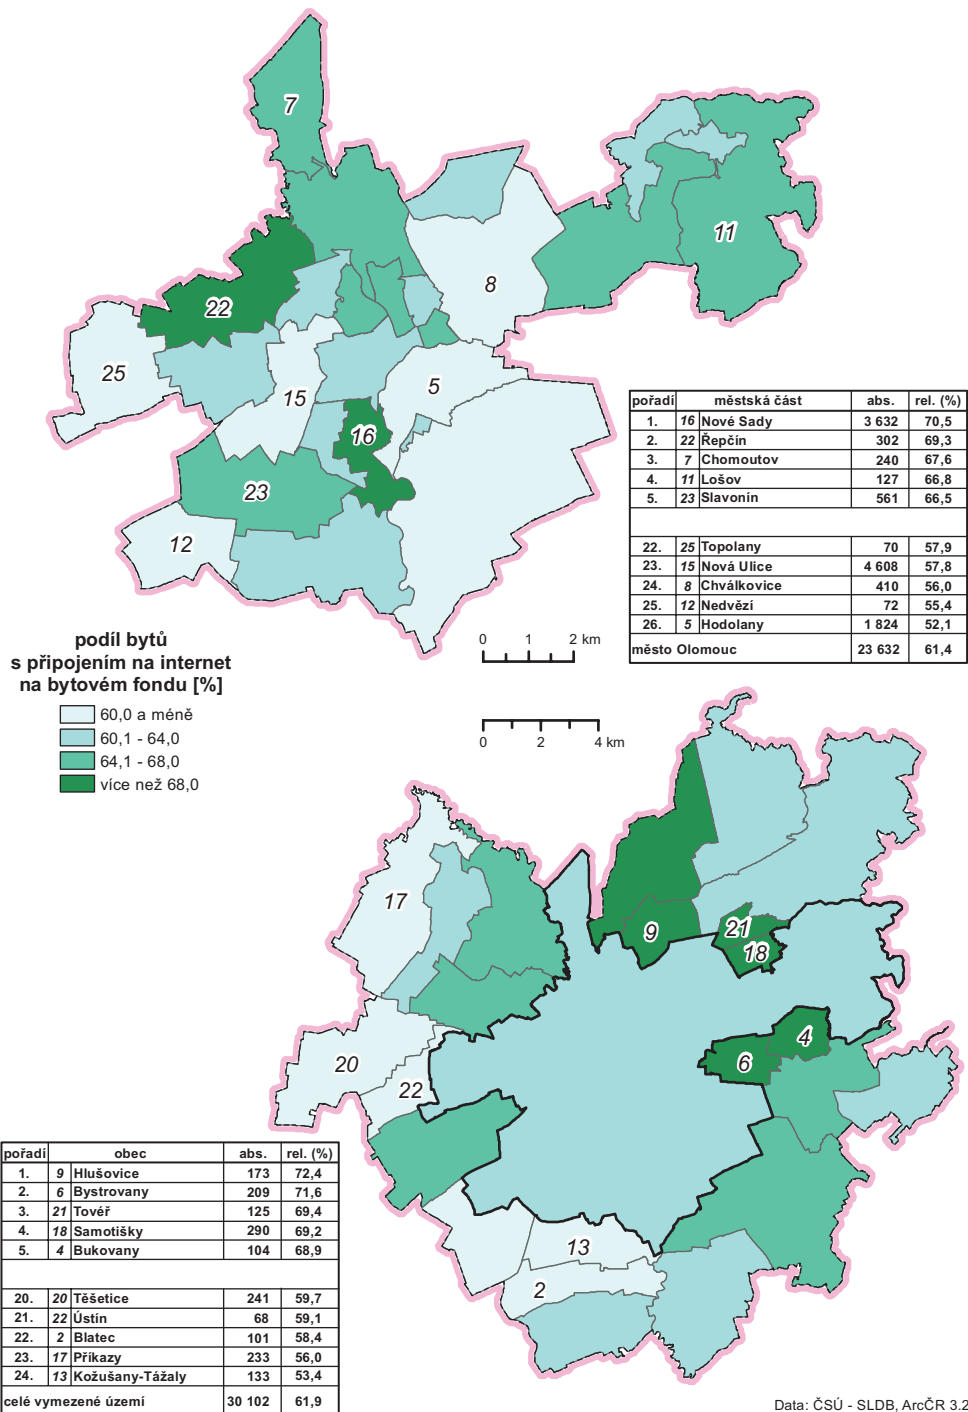 7
11
8
22
25
15
5
16
23
12
pořadí městská část abs. rel. (%)
1. 16 Nové Sady 3 632 70,5
2. 22 Řepčín 302 69,3
3. 7 Chomoutov 240 67,6
4. 11 Lošov 127 66,8
5. 23 Slavonín 561 66,5
22. 25 Topolany 70 57,9
23. 15 Nová Ulice 4 608 57,8
24. 8 Chválkovice 410 56,0
25. 12 Nedvězí 72 55,4
26. 5 Hodolany 1 824 52,1
město Olomouc 23 632 61,4
podíl bytů
s připojením na internet
na bytovém fondu [%]
60,0 a méně
60,1 - 64,0
64,1 - 68,0
více než 68,0
0 1 2 km
0 2 4 km
17
9
21
18
4
6
20
22
13
2
pořadí obec abs. rel. (%)
1. 9 Hlušovice 173 72,4
2. 6 Bystrovany 209 71,6
3. 21 Tovéř 125 69,4
4. 18 Samotišky 290 69,2
5. 4 Bukovany 104 68,9
20. 20 Těšetice 241 59,7
21. 22 Ústín 68 59,1
22. 2 Blatec 101 58,4
23. 17 Příkazy 233 56,0
24. 13 Kožušany-Tážaly 133 53,4
celé vymezené území 30 102 61,9
Data: ČSÚ - SLDB, ArcČR 3.2